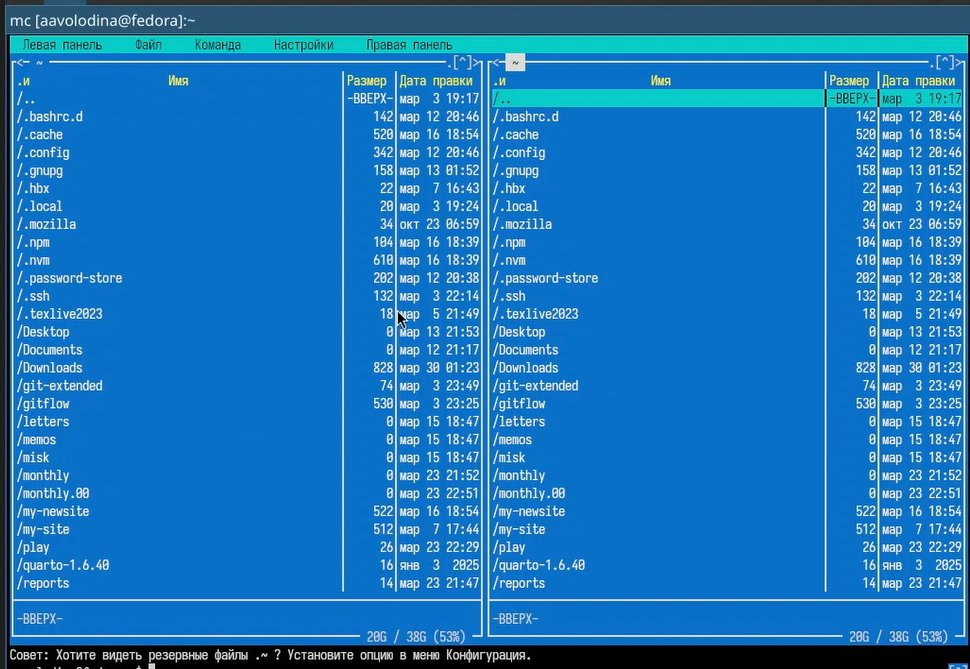 mc [aavolodina@fedora]:~
Левая панель Файл Команда Настройки Правая панель
<- ~ .[^]> <- ~ .[^]>
.и Имя Размер Дата правки .и Имя Размер Дата правки
/.. -ВВЕРХ- мар 3 19:17 /.. -ВВЕРХ- мар 3 19:17
/.bashrc.d 142 мар 12 20:46 /.bashrc.d 142 мар 12 20:46
/.cache 520 мар 16 18:54 /.cache 520 мар 16 18:54
/.config 342 мар 12 20:46 /.config 342 мар 12 20:46
/.gnupg 158 мар 13 01:52 /.gnupg 158 мар 13 01:52
/.hbx 22 мар 7 16:43 /.hbx 22 мар 7 16:43
/.local 20 мар 3 19:24 /.local 20 мар 3 19:24
/.mozilla 34 окт 23 06:59 /.mozilla 34 окт 23 06:59
/.npm 104 мар 16 18:39 /.npm 104 мар 16 18:39
/.nvm 610 мар 16 18:39 /.nvm 610 мар 16 18:39
/.password-store 202 мар 12 20:38 /.password-store 202 мар 12 20:38
/.ssh 132 мар 3 22:14 /.ssh 132 мар 3 22:14
/.texlive2023 18 мар 5 21:49 /.texlive2023 18 мар 5 21:49
/Desktop 0 мар 13 21:53 /Desktop 0 мар 13 21:53
/Documents 0 мар 12 21:17 /Documents 0 мар 12 21:17
/Downloads 828 мар 30 01:23 /Downloads 828 мар 30 01:23
/git-extended 74 мар 3 23:49 /git-extended 74 мар 3 23:49
/gitflow 530 мар 3 23:25 /gitflow 530 мар 3 23:25
/letters 0 мар 15 18:47 /letters 0 мар 15 18:47
/memos 0 мар 15 18:47 /memos 0 мар 15 18:47
/misk 0 мар 15 18:47 /misk 0 мар 15 18:47
/monthly 0 мар 23 21:52 /monthly 0 мар 23 21:52
/monthly.00 0 мар 23 22:51 /monthly.00 0 мар 23 22:51
/my-newsite 522 мар 16 18:54 /my-newsite 522 мар 16 18:54
/my-site 512 мар 7 17:44 /my-site 512 мар 7 17:44
/play 26 мар 23 22:29 /play 26 мар 23 22:29
/quarto-1.6.40 16 янв 3 2025 /quarto-1.6.40 16 янв 3 2025
/reports 14 мар 23 21:47 /reports 14 мар 23 21:47
-ВВЕРХ- -ВВЕРХ-
20G / 38G (53%) 20G / 38G (53%)
Совет: Хотите видеть резервные файлы .~ ? Установите опцию в меню Конфигурация.